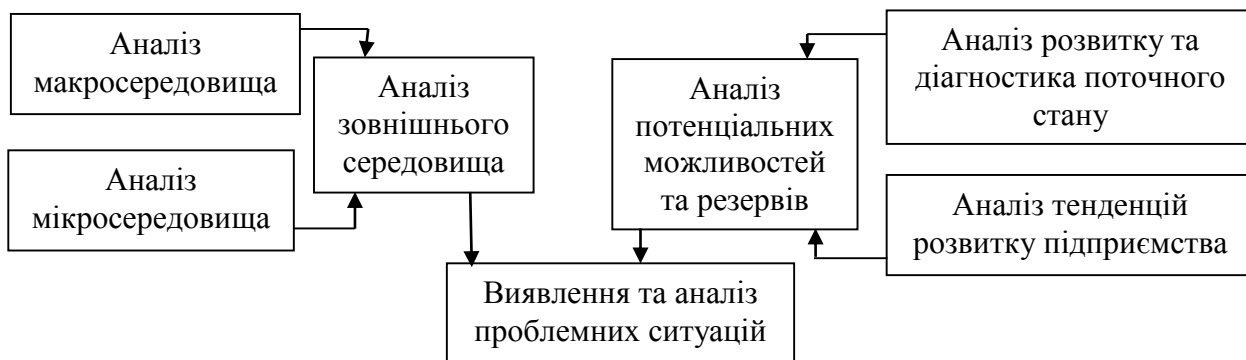 Аналіз
макросередовища
Аналіз
мікросередовища
Аналіз
зовнішнього
середовища
Аналіз
потенціальних
можливостей
та резервів
Аналіз розвитку та
діагностика поточного
стану
Аналіз тенденцій
розвитку підприємства
Виявлення та аналіз
проблемних ситуацій